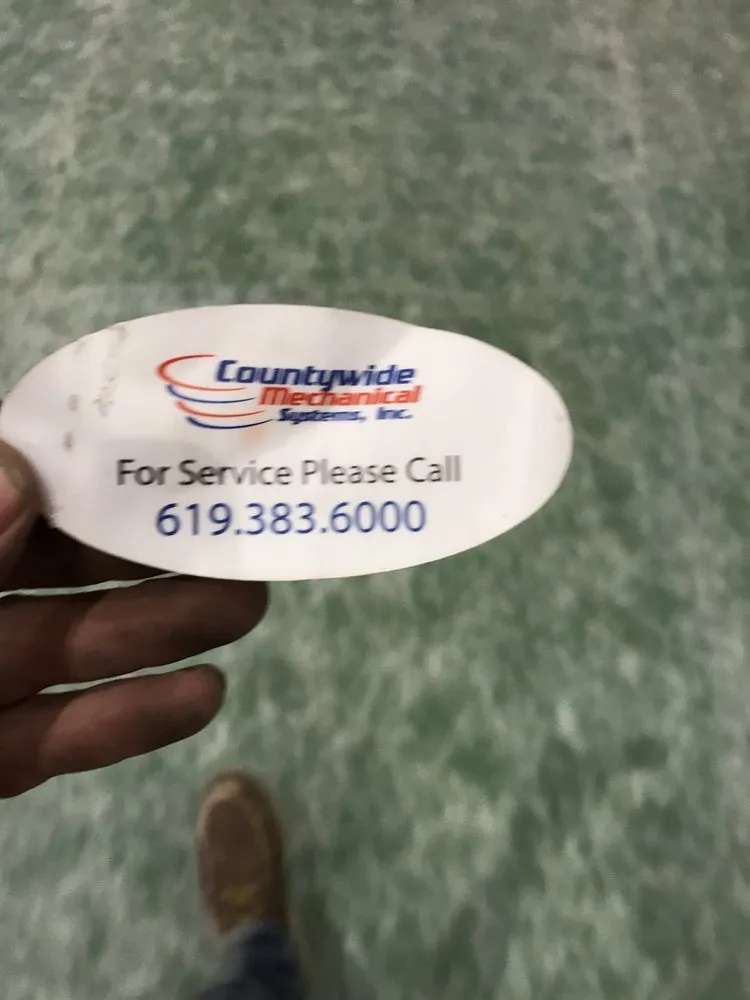 Countywide
Mechanical
Systems, Inc.
For Service Please Call
619.383.6000